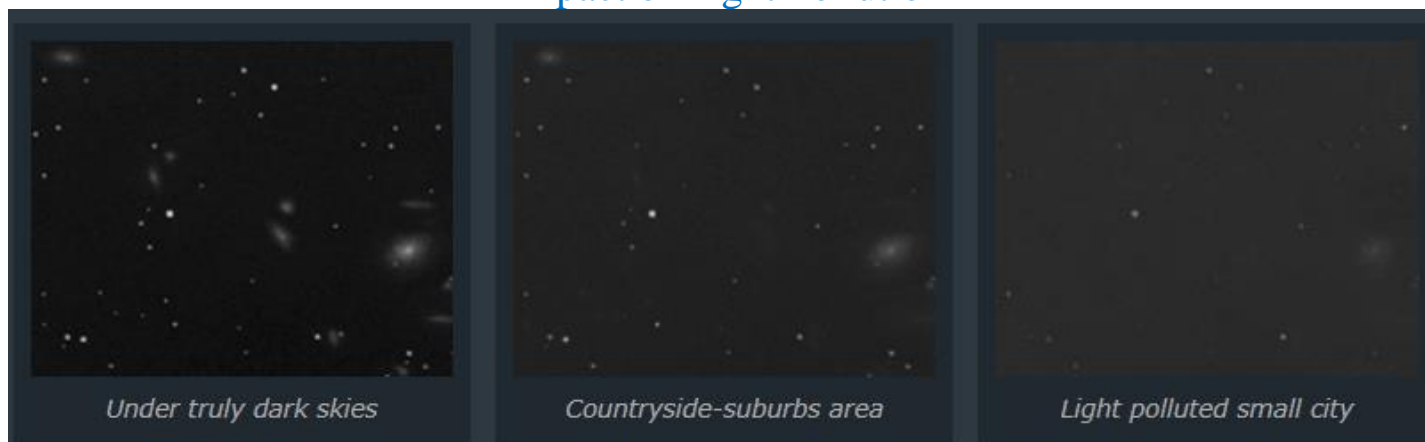 Under truly dark skies
Countryside-suburbs area
Light polluted small city